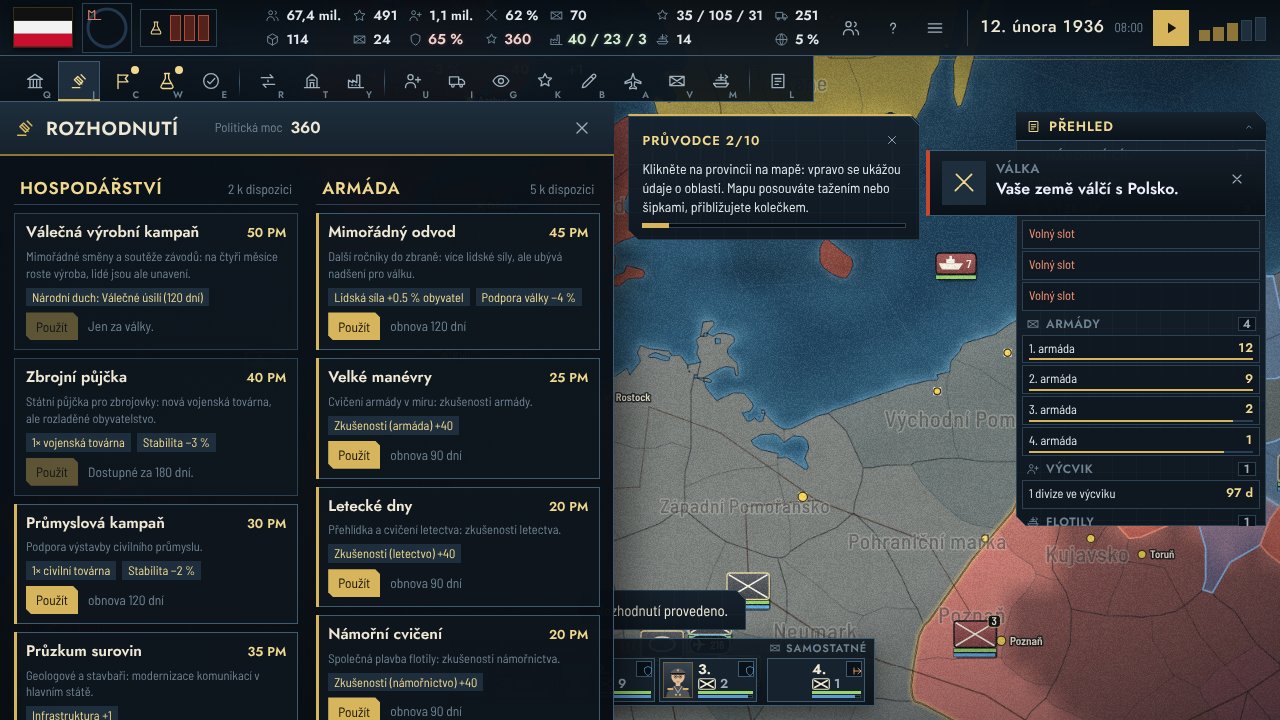 67,4 mil. 491 1,1 mil. 62 % 70 35 / 105 / 31 251
114 24 65 % 360 40 / 23 / 3 14 5 %
? 12. února 1936 08:00
Q I C W E R T Y U I G K B A V M L
ROZHODNUTÍ Politická moc 360
HOSPODÁŘSTVÍ 2 k dispozici
Válečná výrobní kampaň 50 PM
Mimořádné směny a soutěže závodů: na čtyři měsíce
roste výroba, lidé jsou ale unavení.
Národní duch: Válečné úsilí (120 dní)
Použít Jen za války.
Zbrojní půjčka 40 PM
Státní půjčka pro zbrojovky: nová vojenská továrna,
ale rozladěné obyvatelstvo.
1× vojenská továrna Stabilita −3 %
Použít Dostupné za 180 dní.
Průmyslová kampaň 30 PM
Podpora výstavby civilního průmyslu.
1× civilní továrna Stabilita −2 %
Použít obnova 120 dní
Průzkum surovin 35 PM
Geologové a stavbaři: modernizace komunikací v
hlavním státě.
Infrastruktura +1
ARMÁDA 5 k dispozici
Mimořádný odvod 45 PM
Další ročníky do zbraně: více lidské síly, ale ubývá
nadšení pro válku.
Lidská síla +0.5 % obyvatel Podpora války −4 %
Použít obnova 120 dní
Velké manévry 25 PM
Cvičení armády v míru: zkušenosti armády.
Zkušenosti (armáda) +40
Použít obnova 90 dní
Letecké dny 20 PM
Přehlídka a cvičení letectva: zkušenosti letectva.
Zkušenosti (letectvo) +40
Použít obnova 90 dní
Námořní cvičení 20 PM
Společná plavba flotily: zkušenosti námořnictva.
Zkušenosti (námořnictvo) +40
Použít obnova 90 dní
PRŮVODCE 2/10
Klikněte na provincii na mapě: vpravo se ukážou
údaje o oblasti. Mapu posouváte tažením nebo
šipkami, přibližujete kolečkem.
PŘEHLED
VÁLKA
Vaše země válčí s Polsko.
Volný slot
Volný slot
Volný slot
ARMÁDY 4
1. armáda 12
2. armáda 9
3. armáda 2
4. armáda 1
VÝCVIK 1
1 divize ve výcviku 97 d
FLOTILY 1
7
Rostock
Východní Pom
Západní Pomořansko
Pohraniční marka
Kujavsko
Toruň
Poznaň
3
Poznaň
Neumark
zhodnutí provedeno.
SAMOSTATNÉ
9 3. 2 4. 1